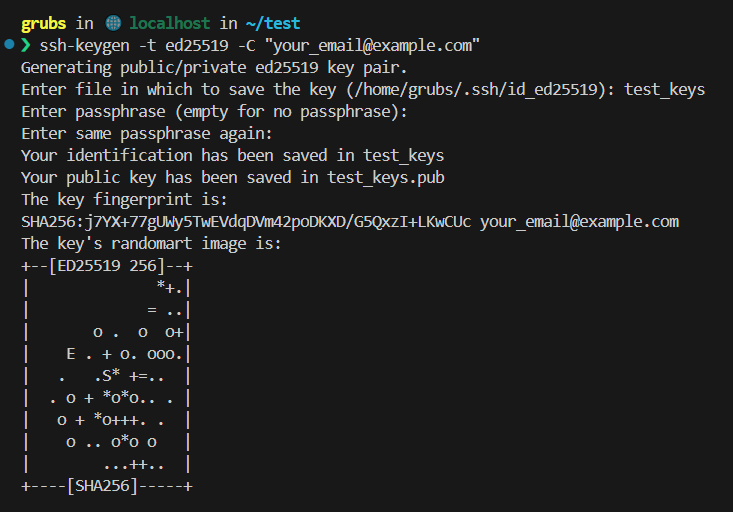 grubs in 🌐 localhost in ~/test
❯ ssh-keygen -t ed25519 -C "your_email@example.com"
Generating public/private ed25519 key pair.
Enter file in which to save the key (/home/grubs/.ssh/id_ed25519): test_keys
Enter passphrase (empty for no passphrase):
Enter same passphrase again:
Your identification has been saved in test_keys
Your public key has been saved in test_keys.pub
The key fingerprint is:
SHA256:j7YX+77gUWy5TwEVdqDVm42poDKXD/G5QxzI+LKwCUc your_email@example.com
The key's randomart image is:
+--[ED25519 256]--+
|              *+.|
|             = ..|
|       o .  o  o+|
|    E . + o. ooo.|
|   .   .S* +=..  |
|  . o + *o*o.. . |
|   o + *o+++. .  |
|    o .. o*o o   |
|        ...++..  |
+----[SHA256]-----+